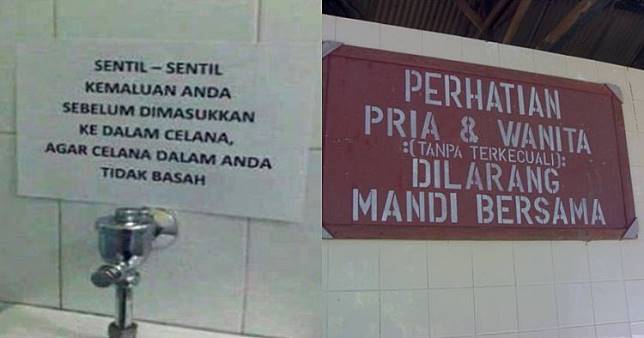 SENTIL – SENTIL
KEMALUAN ANDA
SEBELUM DIMASUKKAN
KE DALAM CELANA,
AGAR CELANA DALAM ANDA
TIDAK BASAH
PERHATIAN
PRIA & WANITA
:(TANPA TERKECUALI):
DILARANG
MANDI BERSAMA